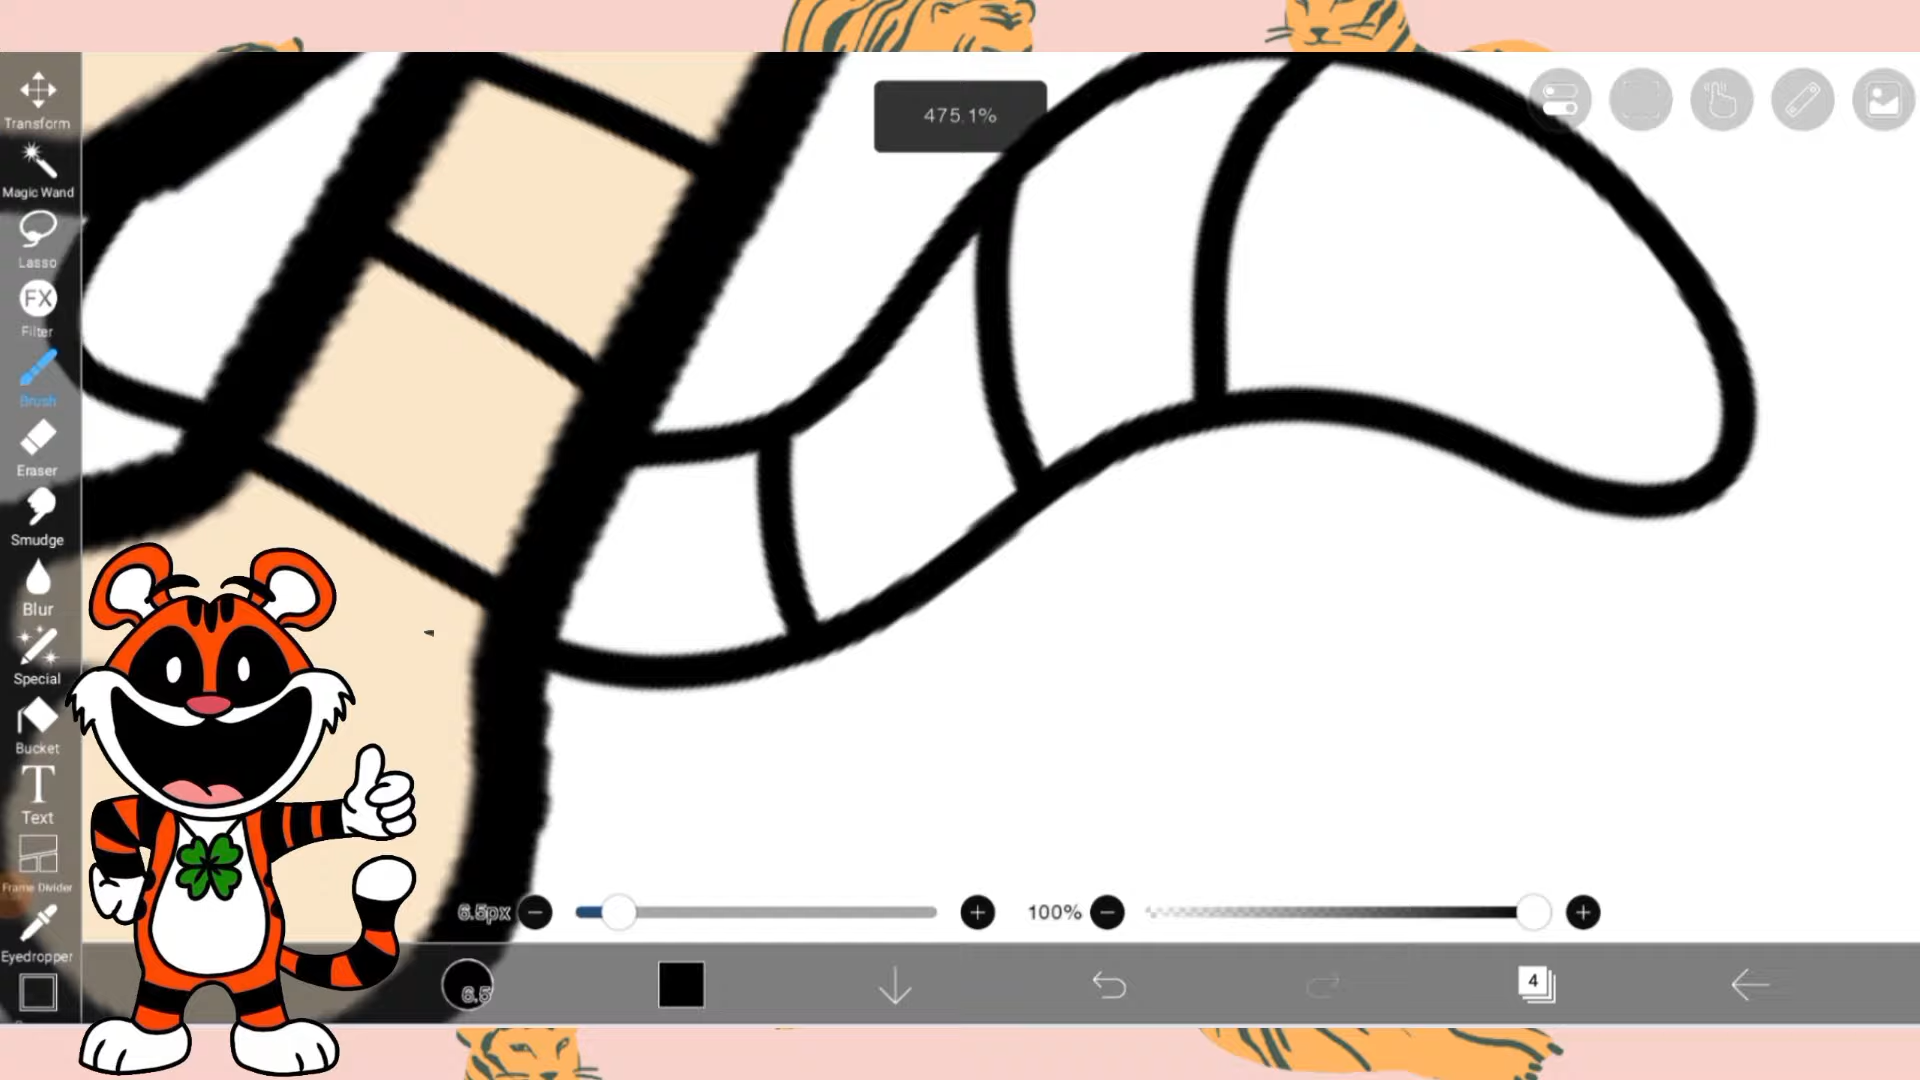 475.1%
Transform
Magic Wand
Lasso
FX
Filter
Brush
Eraser
Smudge
Blur
Special
Bucket
T
Text
Frame Divider
Eyedropper
6.5px
100%
6.5
4